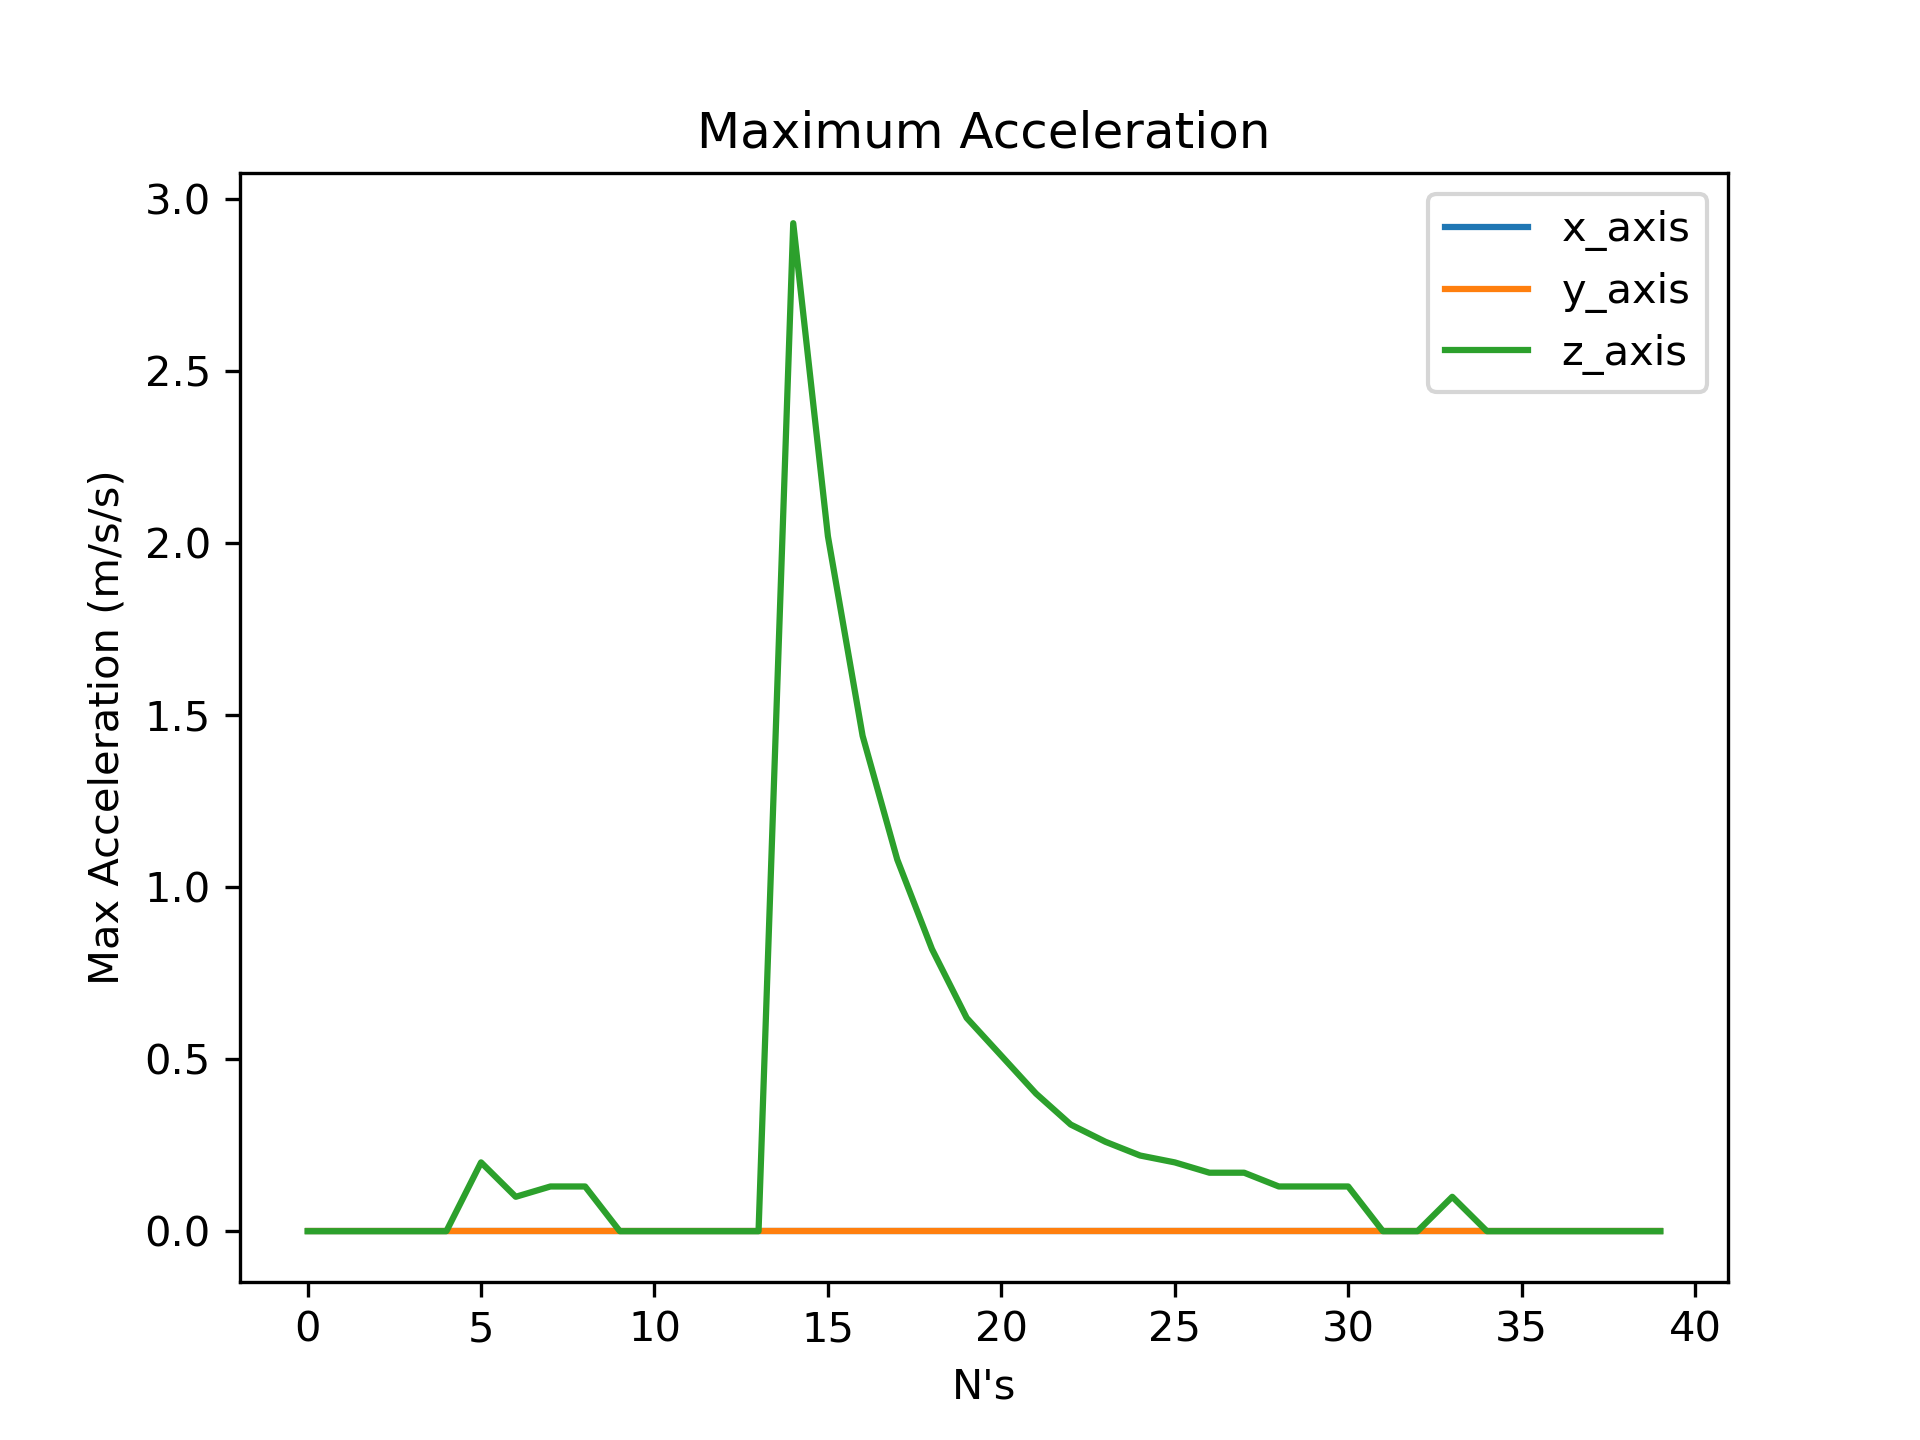 Maximum Acceleration
3.0
2.5
2.0
1.5
1.0
0.5
0.0
Max Acceleration (m/s/s)
x_axis
y_axis
z_axis
0 5 10 15 20 25 30 35 40
N's